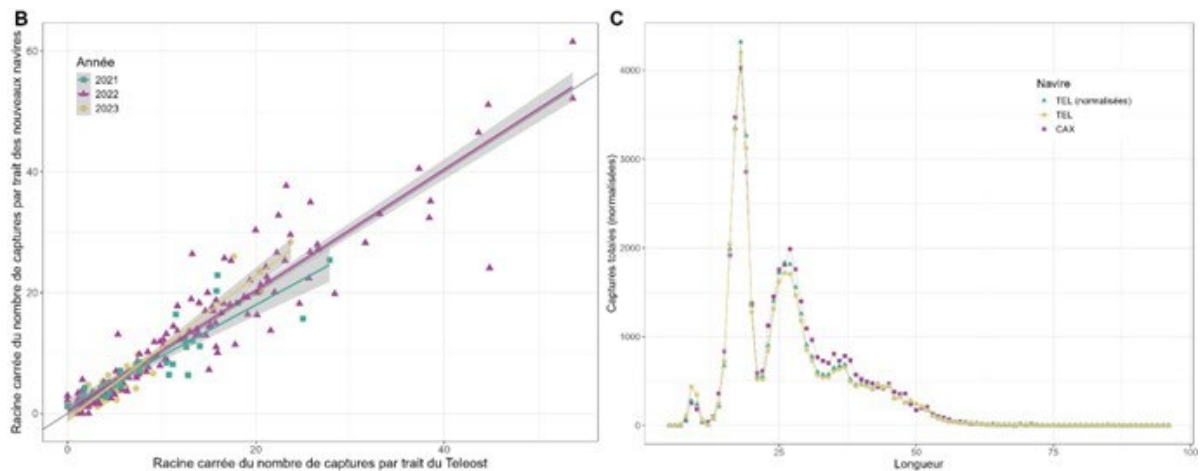 B
Racine carrée du nombre de captures par trait des nouveaux navires
60
40
20
0
Année
2021
2022
2023
0
20
40
Racine carrée du nombre de captures par trait du Teleost
C
Captures totales (normalisées)
4000
3000
2000
1000
0
Navire
TEL (normalisées)
TEL
CAX
25
50
75
100
Longueur